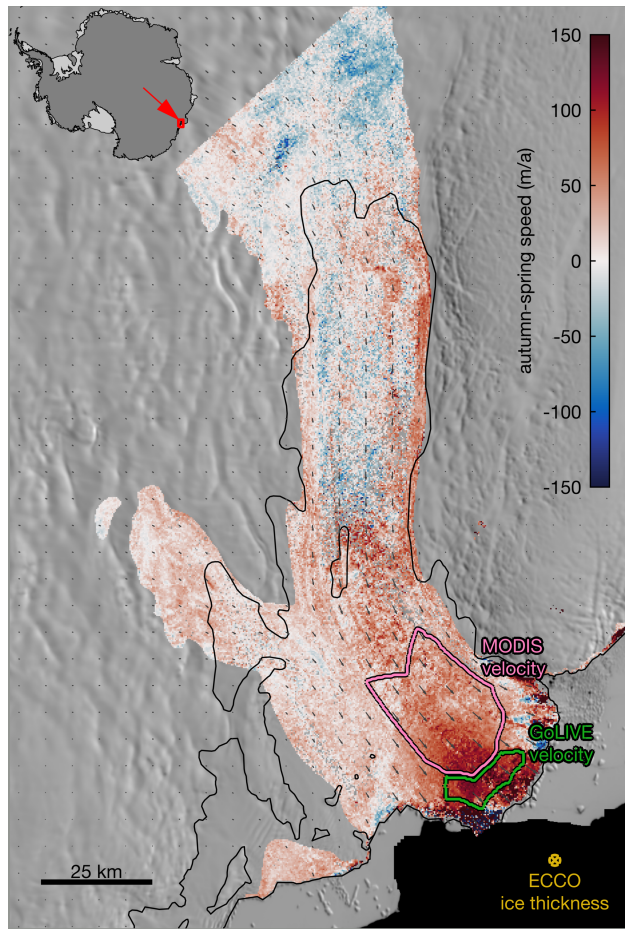 150
100
50
0
-50
-100
-150
autumn-spring speed (m/a)
MODIS
velocity
GoLIVE
velocity
25 km
ECCO
ice thickness